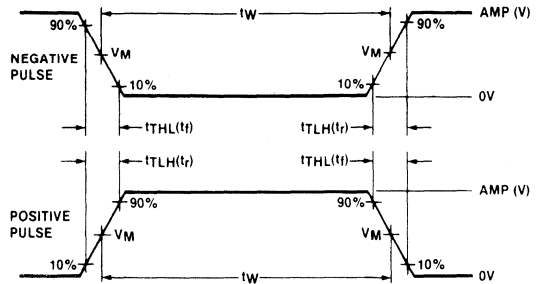 tW
AMP (V)
90%
90%
NEGATIVE
PULSE
VM
VM
10%
10%
0V
tTHL(tf)
tTLH(tr)
tTLH(tr)
tTHL(tf)
AMP (V)
90%
90%
POSITIVE
PULSE
VM
VM
10%
10%
tW
0V